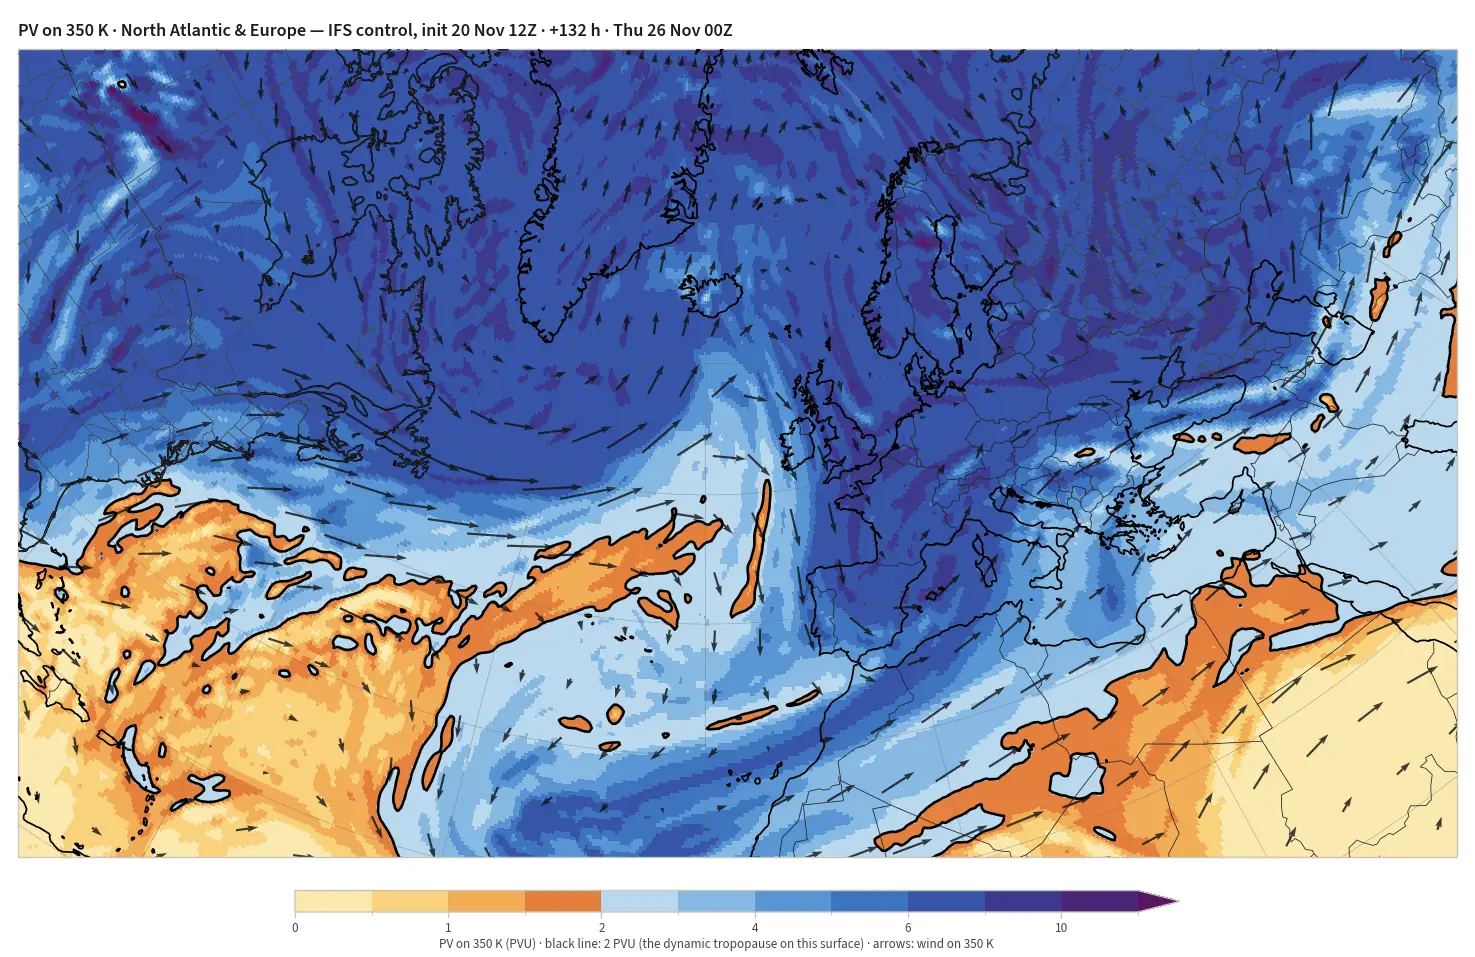 PV on 350 K · North Atlantic & Europe — IFS control, init 20 Nov 12Z · +132 h · Thu 26 Nov 00Z
0 1 2 4 6 10
PV on 350 K (PVU) · black line: 2 PVU (the dynamic tropopause on this surface) · arrows: wind on 350 K